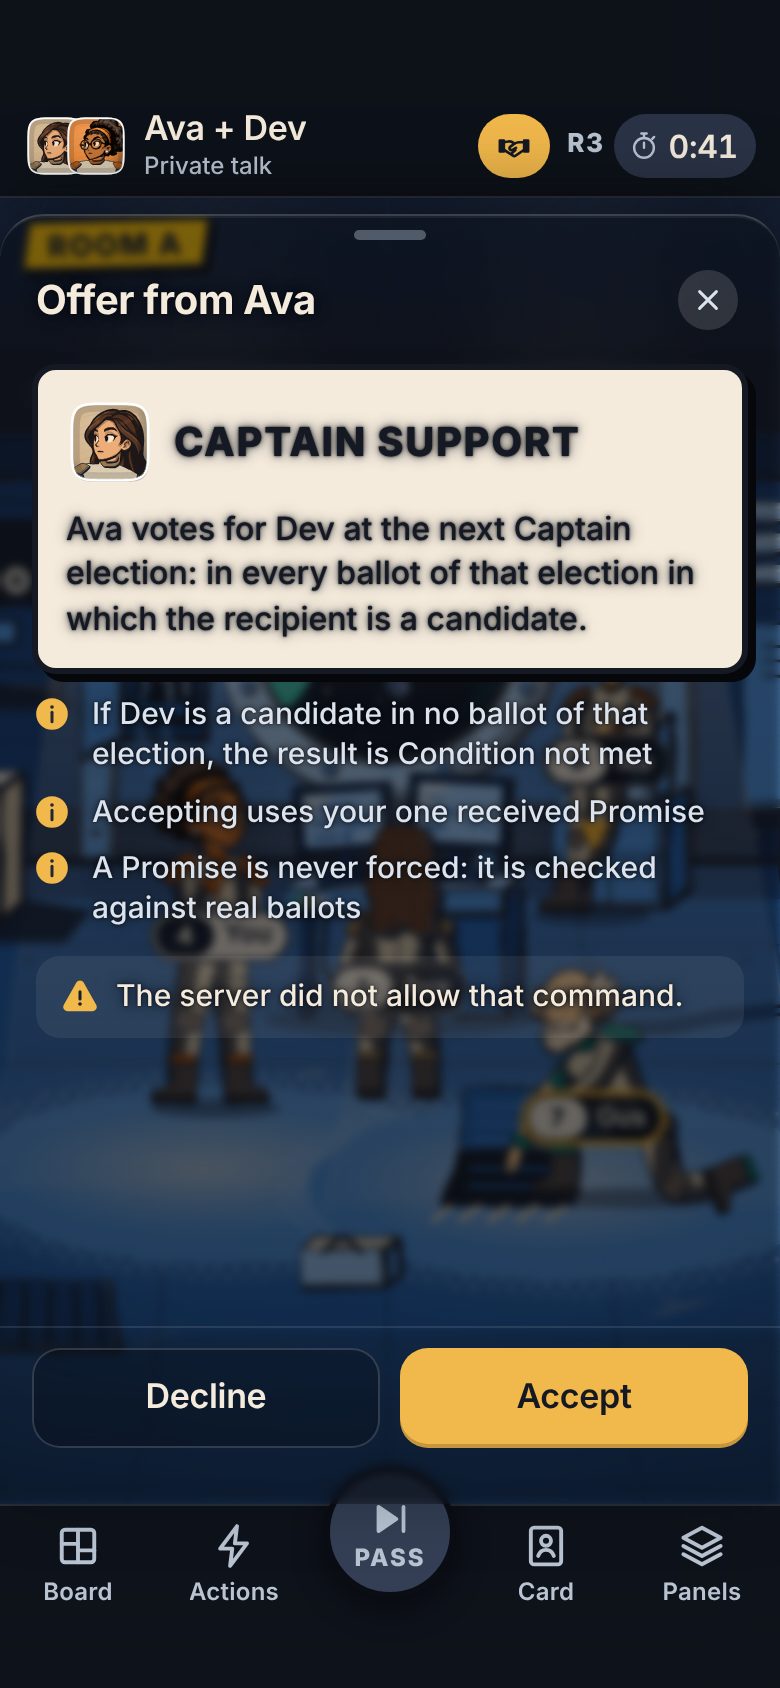 Ava + Dev
Private talk
R3
0:41
ROOM A
Offer from Ava
CAPTAIN SUPPORT
Ava votes for Dev at the next Captain
election: in every ballot of that election in
which the recipient is a candidate.
If Dev is a candidate in no ballot of that
election, the result is Condition not met
Accepting uses your one received Promise
A Promise is never forced: it is checked
against real ballots
The server did not allow that command.
7 Gus
Decline
Accept
PASS
Board
Actions
Card
Panels